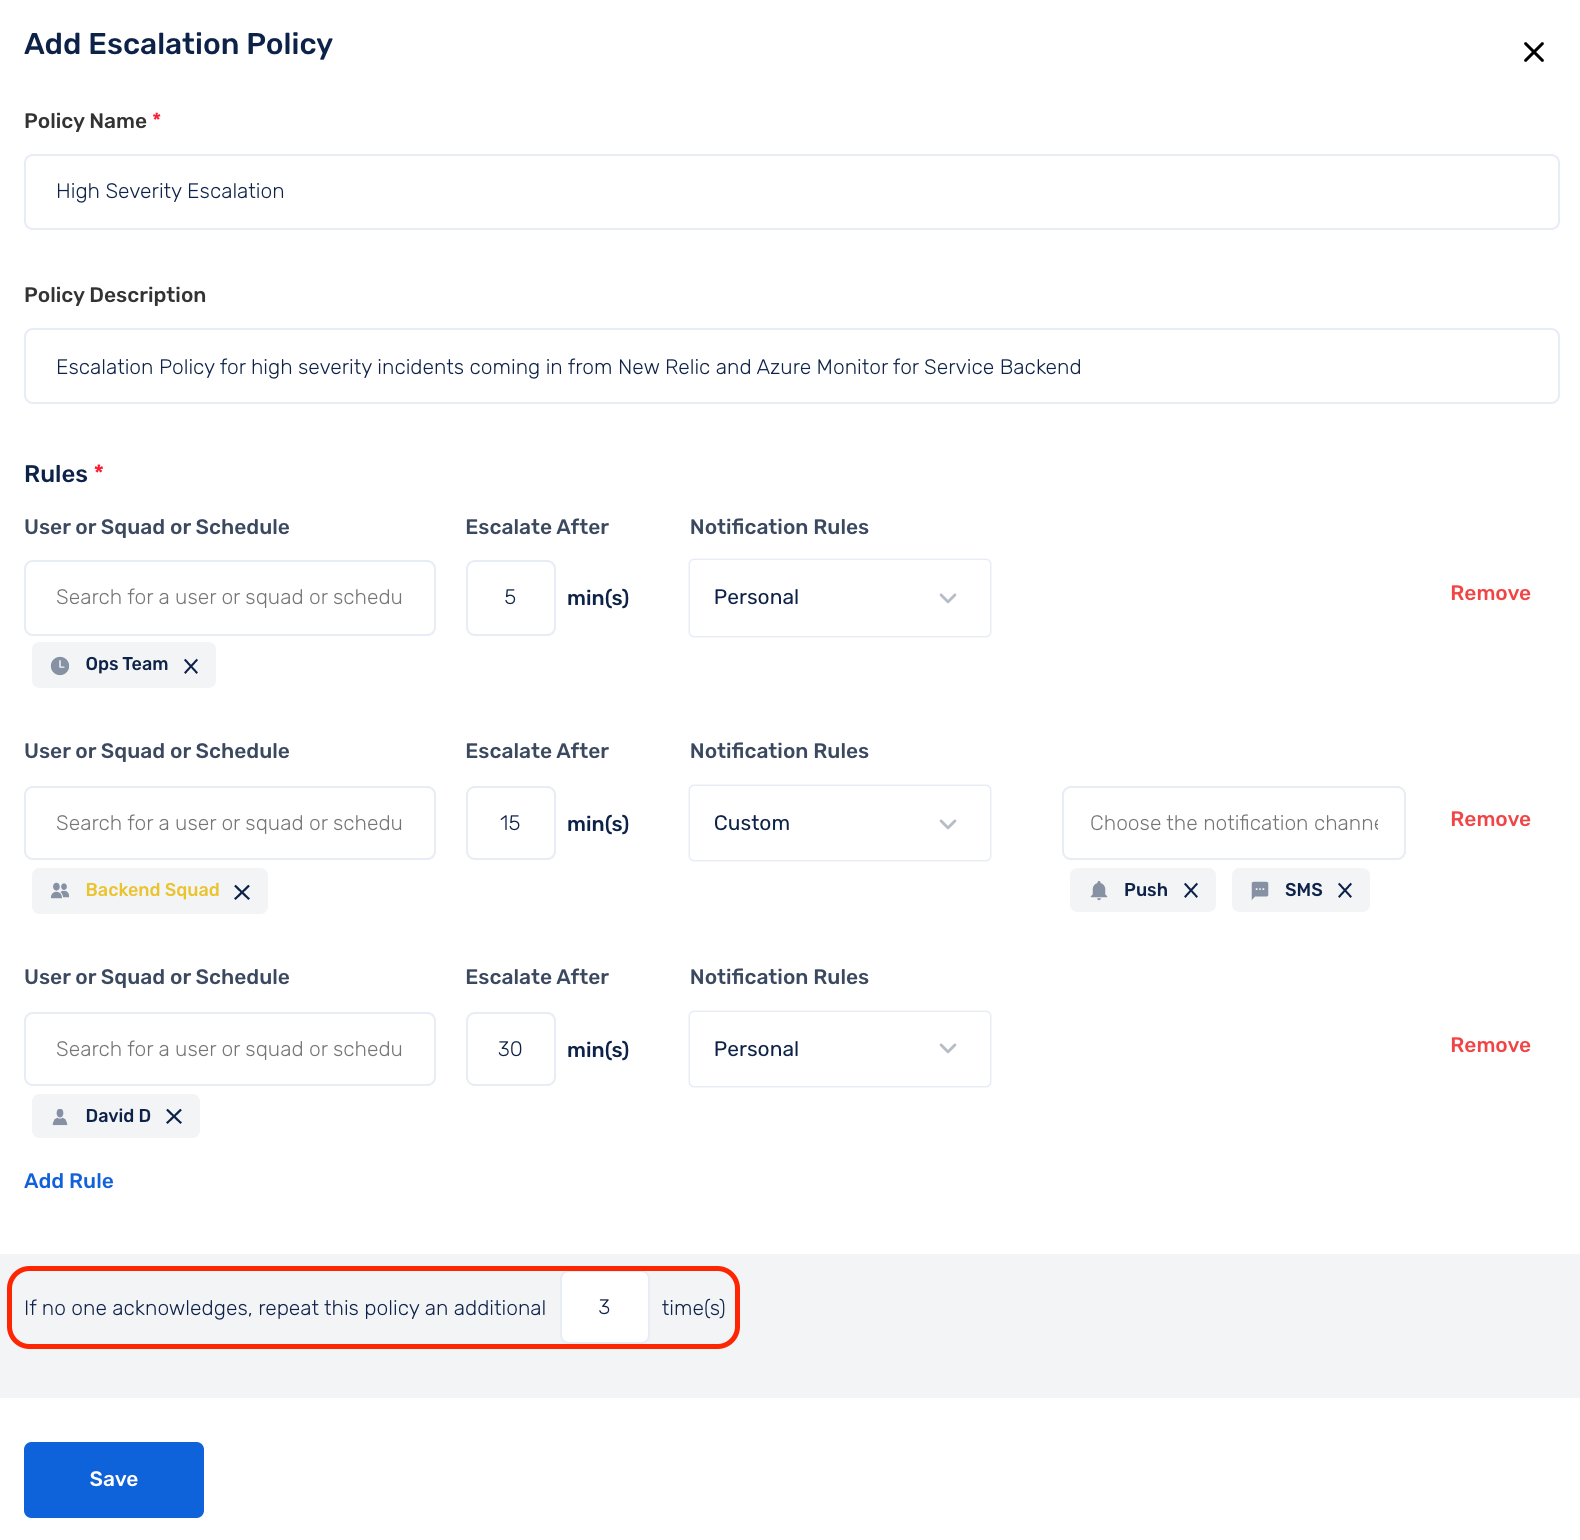 Add Escalation Policy
Policy Name *
High Severity Escalation
Policy Description
Escalation Policy for high severity incidents coming in from New Relic and Azure Monitor for Service Backend
Rules *
User or Squad or Schedule Escalate After Notification Rules
Search for a user or squad or schedu 5 min(s) Personal Remove
Ops Team
User or Squad or Schedule Escalate After Notification Rules
Search for a user or squad or schedu 15 min(s) Custom Choose the notification channe Remove
Backend Squad Push SMS
User or Squad or Schedule Escalate After Notification Rules
Search for a user or squad or schedu 30 min(s) Personal Remove
David D
Add Rule
If no one acknowledges, repeat this policy an additional 3 time(s)
Save